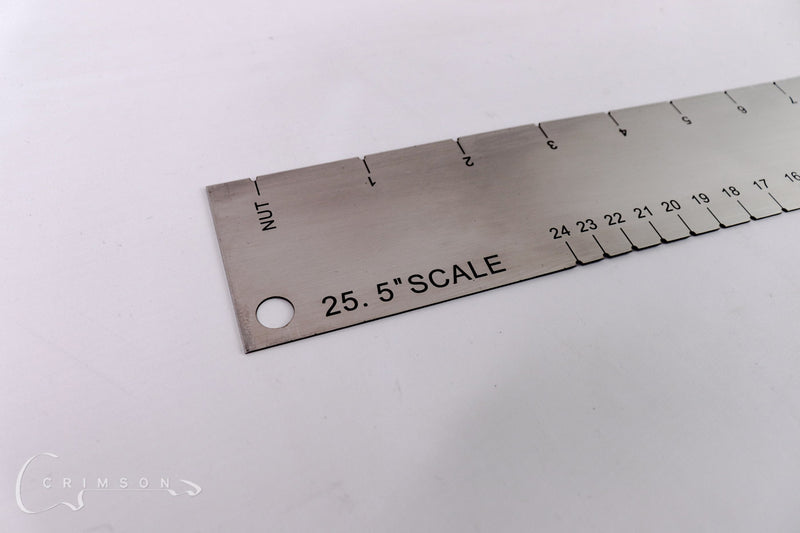 NUT
1 2 3 4 5 6 7
24 23 22 21 20 19 18 17 16
25. 5"SCALE
CRIMSON